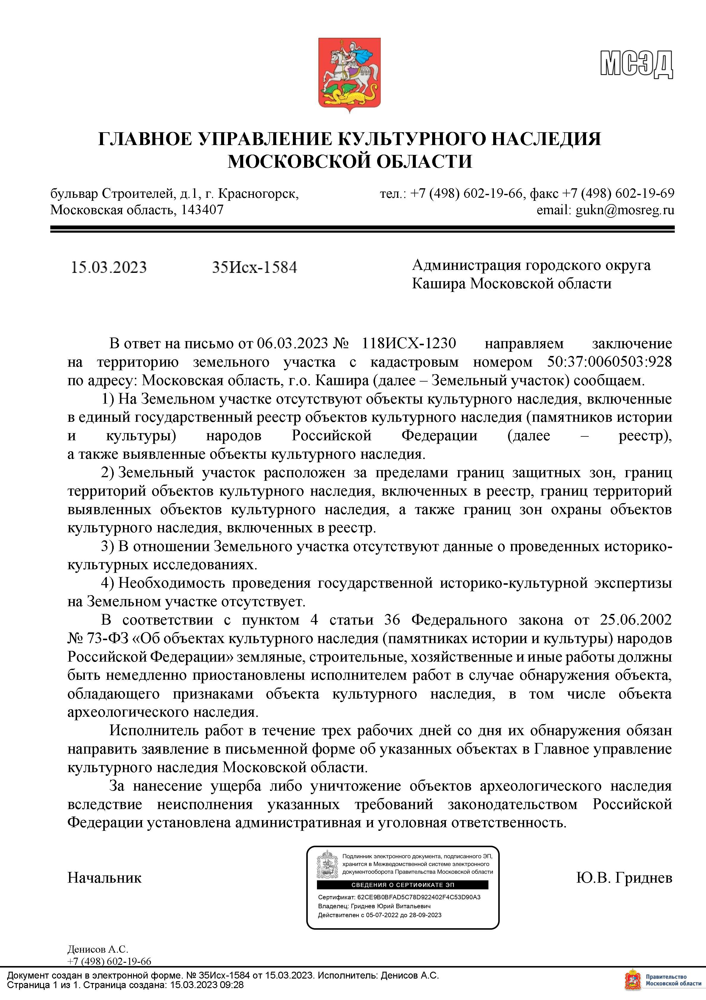 МСЭД
ГЛАВНОЕ УПРАВЛЕНИЕ КУЛЬТУРНОГО НАСЛЕДИЯ
МОСКОВСКОЙ ОБЛАСТИ
бульвар Строителей, д.1, г. Красногорск,
Московская область, 143407
тел.: +7 (498) 602-19-66, факс +7 (498) 602-19-69
email: gukn@mosreg.ru
15.03.2023 35Исх-1584
Администрация городского округа
Кашира Московской области
В ответ на письмо от 06.03.2023 № 118ИСХ-1230 направляем заключение
на территорию земельного участка с кадастровым номером 50:37:0060503:928
по адресу: Московская область, г.о. Кашира (далее – Земельный участок) сообщаем.
1) На Земельном участке отсутствуют объекты культурного наследия, включенные
в единый государственный реестр объектов культурного наследия (памятников истории
и культуры) народов Российской Федерации (далее – реестр),
а также выявленные объекты культурного наследия.
2) Земельный участок расположен за пределами границ защитных зон, границ
территорий объектов культурного наследия, включенных в реестр, границ территорий
выявленных объектов культурного наследия, а также границ зон охраны объектов
культурного наследия, включенных в реестр.
3) В отношении Земельного участка отсутствуют данные о проведенных историко-
культурных исследованиях.
4) Необходимость проведения государственной историко-культурной экспертизы
на Земельном участке отсутствует.
В соответствии с пунктом 4 статьи 36 Федерального закона от 25.06.2002
№ 73-ФЗ «Об объектах культурного наследия (памятниках истории и культуры) народов
Российской Федерации» земляные, строительные, хозяйственные и иные работы должны
быть немедленно приостановлены исполнителем работ в случае обнаружения объекта,
обладающего признаками объекта культурного наследия, в том числе объекта
археологического наследия.
Исполнитель работ в течение трех рабочих дней со дня их обнаружения обязан
направить заявление в письменной форме об указанных объектах в Главное управление
культурного наследия Московской области.
За нанесение ущерба либо уничтожение объектов археологического наследия
вследствие неисполнения указанных требований законодательством Российской
Федерации установлена административная и уголовная ответственность.
Начальник
Подлинник электронного документа, подписанного ЭП,
хранится в Межведомственной системе электронного
документооборота Правительства Московской области
СВЕДЕНИЯ О СЕРТИФИКАТЕ ЭП
Сертификат: 62CE9B0BFAD5C78D922402F4C53D90A3
Владелец: Гриднев Юрий Витальевич
Действителен с 05-07-2022 до 28-09-2023
Ю.В. Гриднев
Денисов А.С.
+7 (498) 602-19-66
Документ создан в электронной форме. № 35Исх-1584 от 15.03.2023. Исполнитель: Денисов А.С.
Страница 1 из 1. Страница создана: 15.03.2023 09:28
Правительство
Московской области